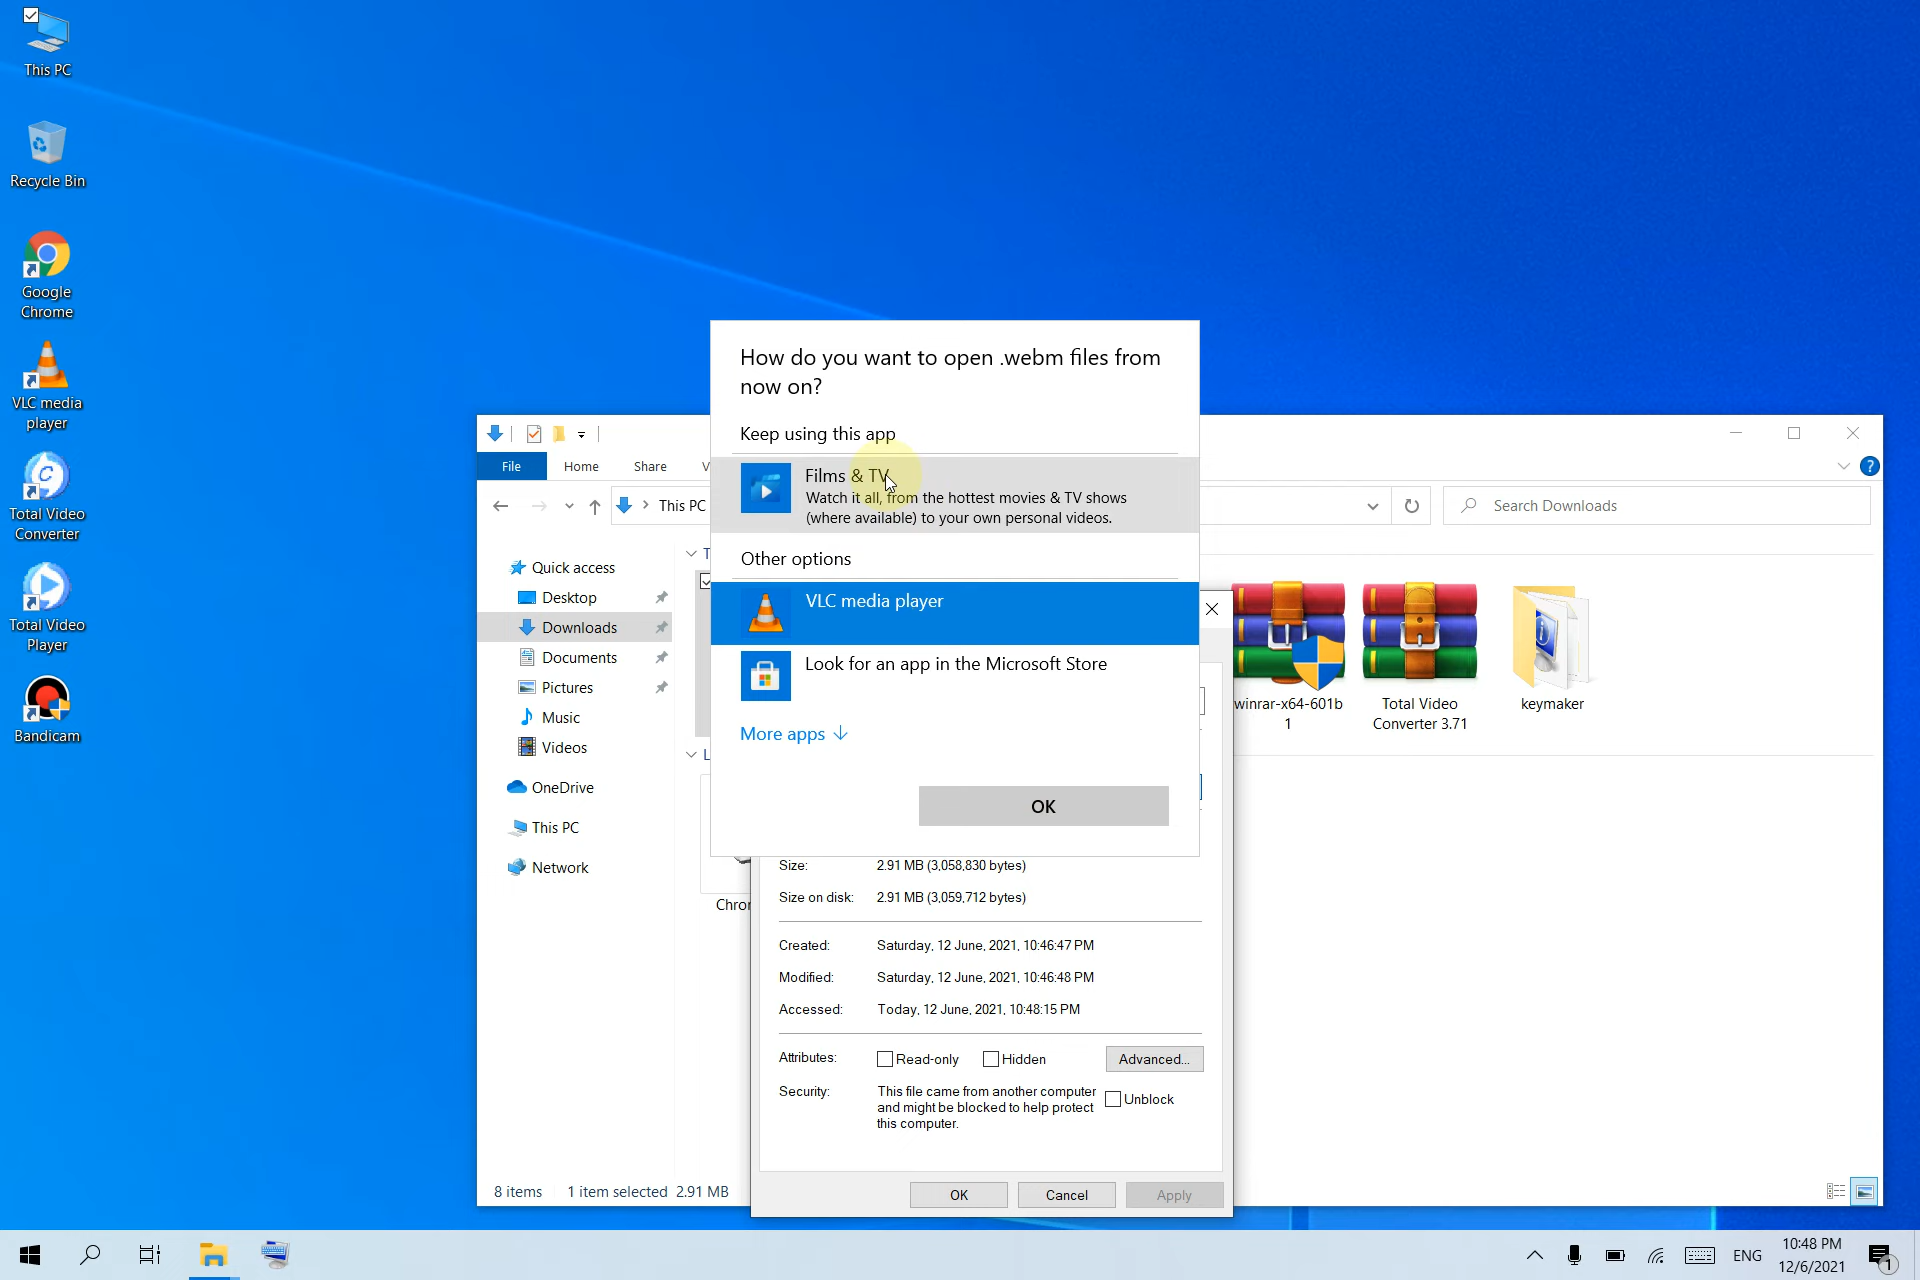 This PC
Recycle Bin
Google
Chrome
VLC media
player
Total Video
Converter
Total Video
Player
Bandicam
How do you want to open .webm files from
now on?
Keep using this app
Films & TV
Watch it all, from the hottest movies & TV shows
(where available) to your own personal videos.
Other options
VLC media player
Look for an app in the Microsoft Store
More apps
OK
File
Home
Share
V
This PC
Search Downloads
Quick access
Desktop
Downloads
Documents
Pictures
Music
Videos
OneDrive
This PC
Network
T
L
Chror
winrar-x64-601b
1
Total Video
Converter 3.71
keymaker
Size: 2.91 MB (3,058,830 bytes)
Size on disk: 2.91 MB (3,059,712 bytes)
Created: Saturday, 12 June, 2021, 10:46:47 PM
Modified: Saturday, 12 June, 2021, 10:46:48 PM
Accessed: Today, 12 June, 2021, 10:48:15 PM
Attributes: Read-only Hidden Advanced...
Security: This file came from another computer
and might be blocked to help protect
this computer.
Unblock
OK Cancel Apply
8 items 1 item selected 2.91 MB
ENG
10:48 PM
12/6/2021
1